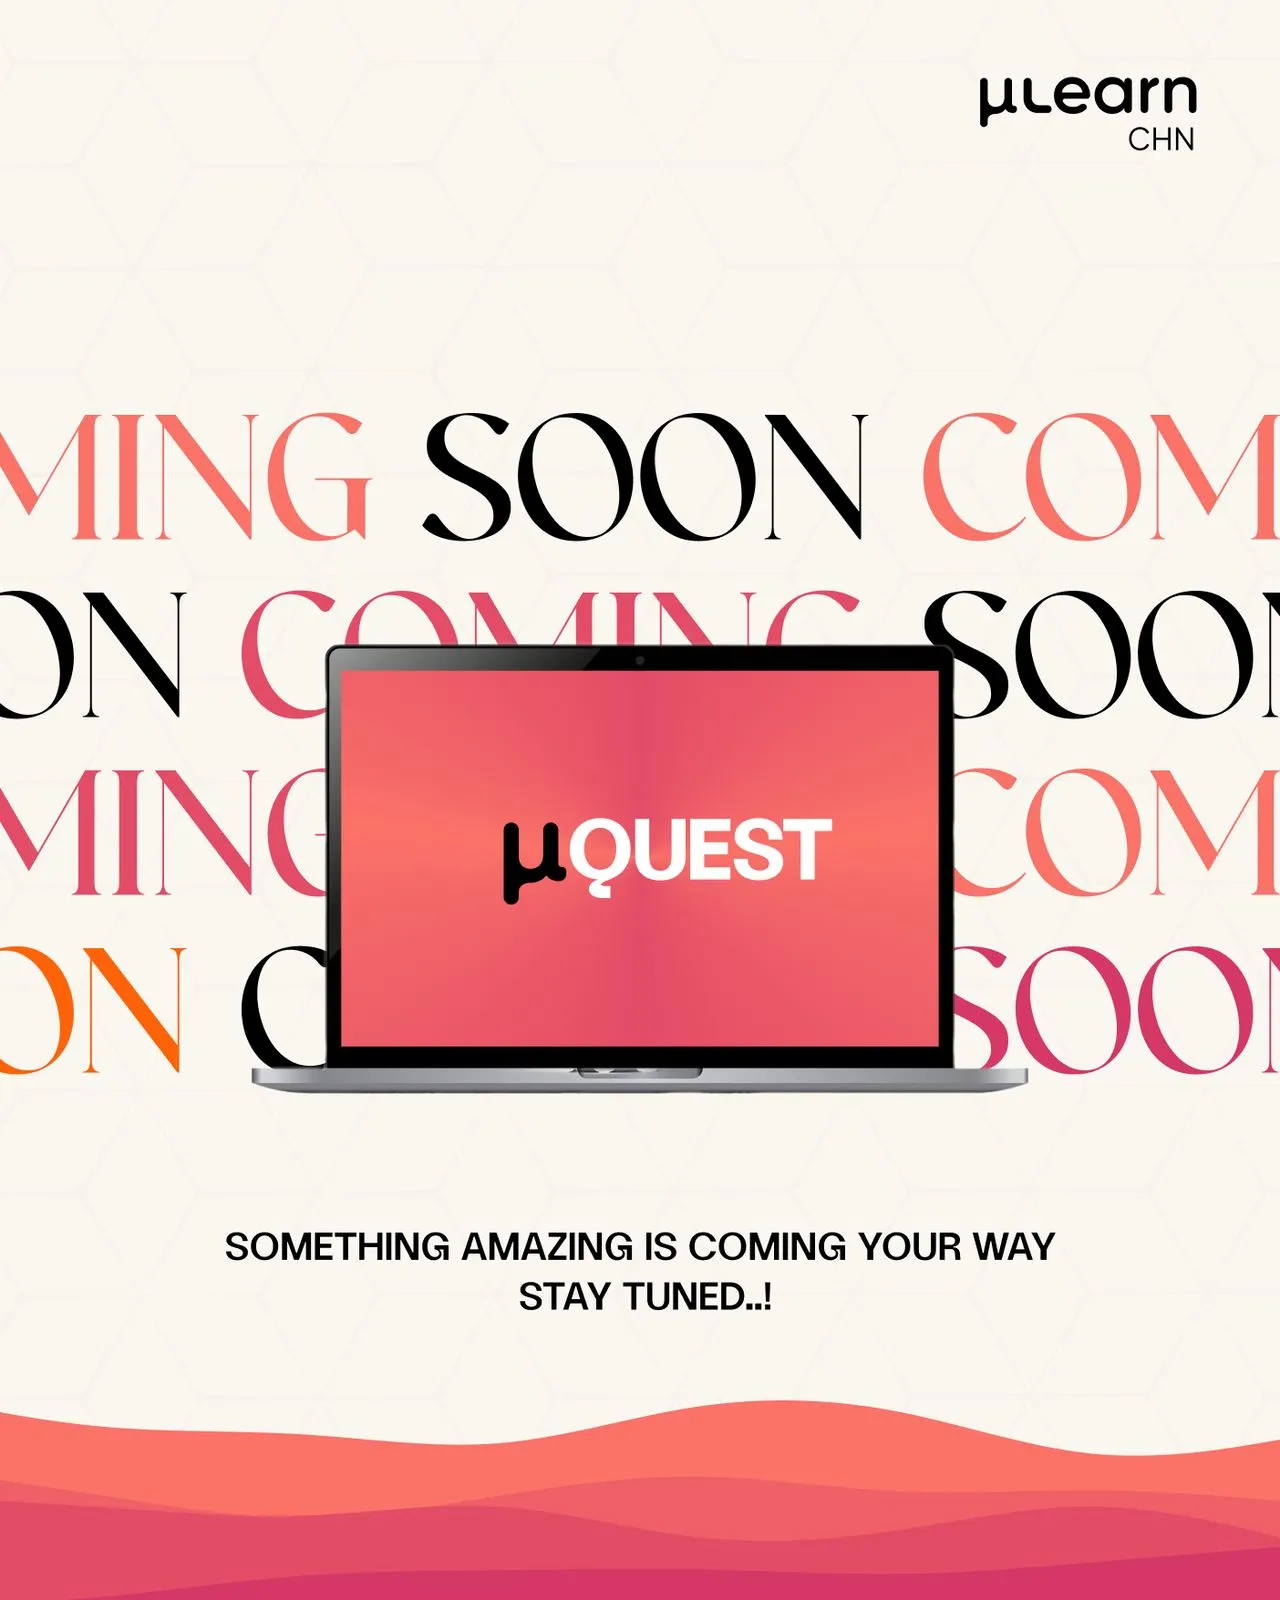 µLearn
CHN
MING SOON COM
ON COMING SOON
MING COM
ON C SOON
µQUEST
SOMETHING AMAZING IS COMING YOUR WAY
STAY TUNED..!